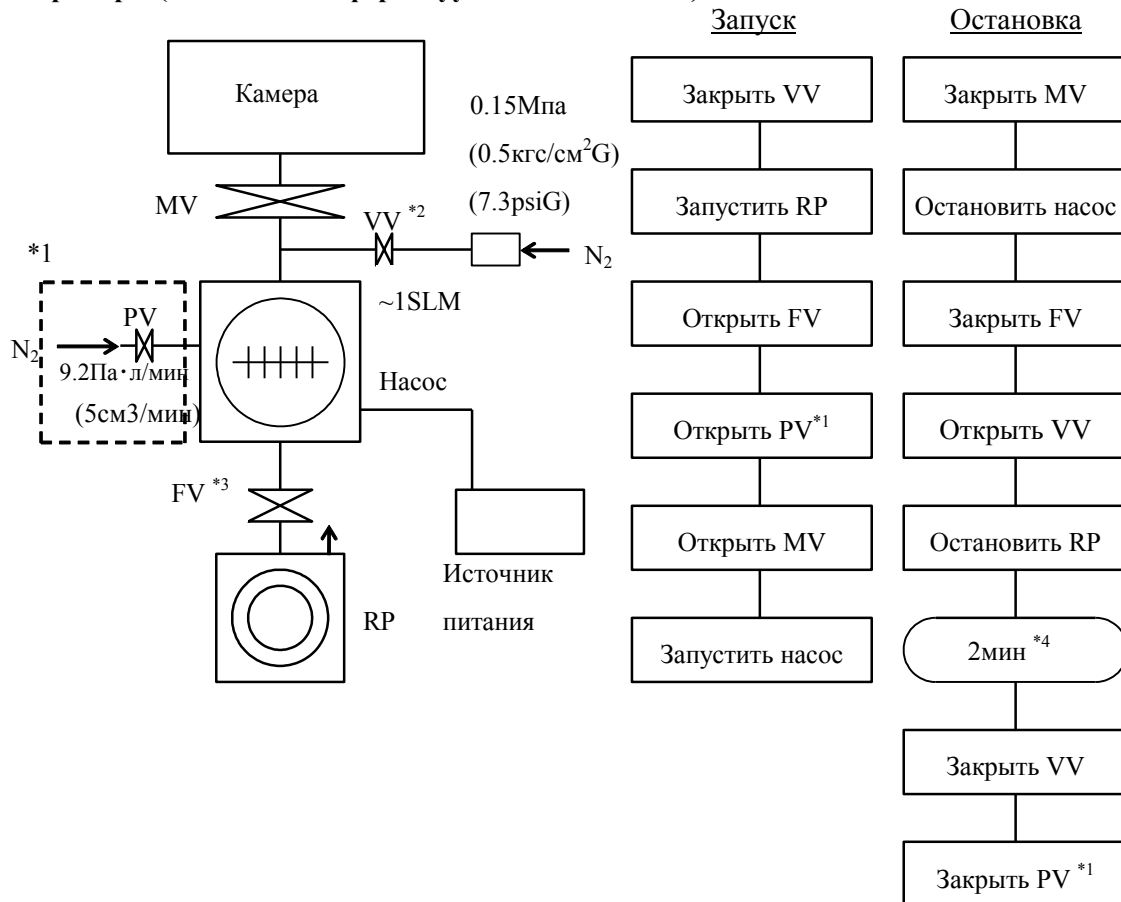 Запуск
Остановка
Камера
0.15Мпа
(0.5кгс/см²G)
(7.3psiG)
MV
VV *2
N₂
*1
~1SLM
PV
N₂
9.2Па·л/мин
(5см3/мин)
Насос
FV *3
RP
Источник
питания
Закрыть VV
Запустить RP
Открыть FV
Открыть PV*1
Открыть MV
Запустить насос
Закрыть MV
Остановить насос
Закрыть FV
Открыть VV
Остановить RP
2мин *4
Закрыть VV
Закрыть PV *1